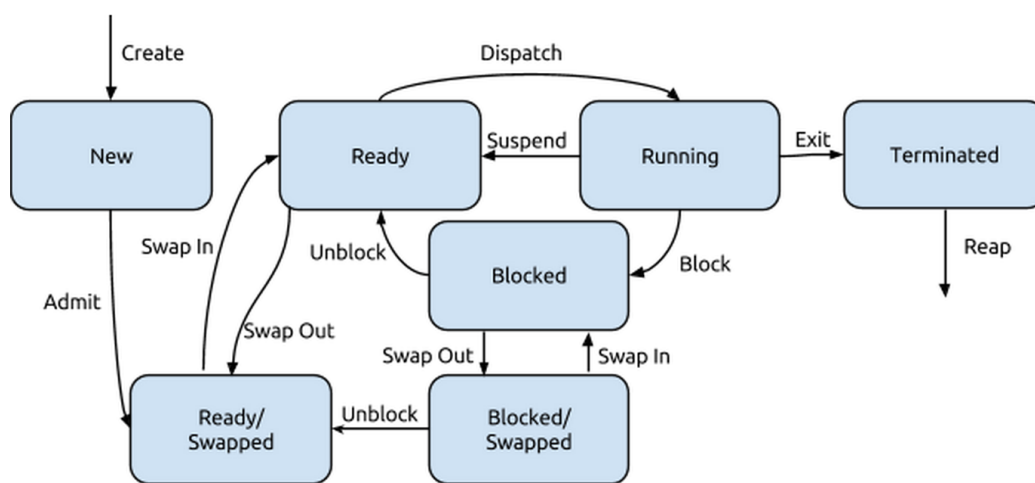 Create
Dispatch
New
Ready
Suspend
Running
Exit
Terminated
Swap In
Unblock
Blocked
Block
Reap
Admit
Swap Out
Swap Out
Swap In
Ready/
Swapped
Unblock
Blocked/
Swapped